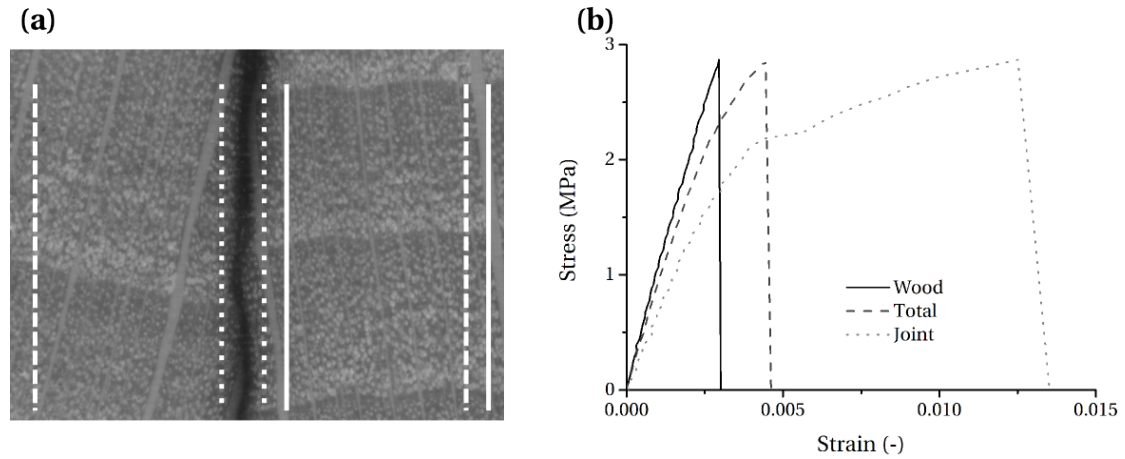 (a)
(b)
3
2
1
0
Stress (MPa)
Wood
Total
Joint
0.000
0.005
0.010
0.015
Strain (-)